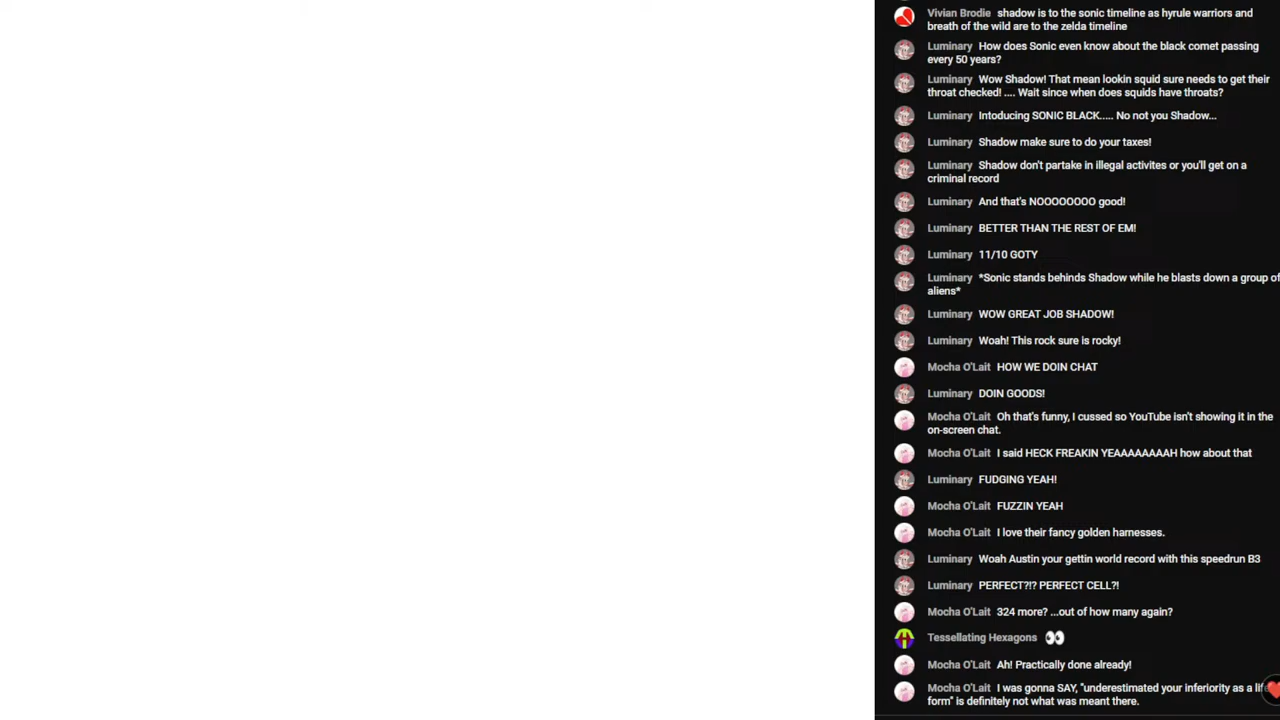 Vivian Brodie shadow is to the sonic timeline as hyrule warriors and
breath of the wild are to the zelda timeline
Luminary How does Sonic even know about the black comet passing
every 50 years?
Luminary Wow Shadow! That mean lookin squid sure needs to get their
throat checked! .... Wait since when does squids have throats?
Luminary Intoducing SONIC BLACK..... No not you Shadow...
Luminary Shadow make sure to do your taxes!
Luminary Shadow don't partake in illegal activites or you'll get on a
criminal record
Luminary And that's NOOOOOOOO good!
Luminary BETTER THAN THE REST OF EM!
Luminary 11/10 GOTY
Luminary *Sonic stands behinds Shadow while he blasts down a group of
aliens*
Luminary WOW GREAT JOB SHADOW!
Luminary Woah! This rock sure is rocky!
Mocha O'Lait HOW WE DOIN CHAT
Luminary DOIN GOODS!
Mocha O'Lait Oh that's funny, I cussed so YouTube isn't showing it in the
on-screen chat.
Mocha O'Lait I said HECK FREAKIN YEAAAAAAAH how about that
Luminary FUDGING YEAH!
Mocha O'Lait FUZZIN YEAH
Mocha O'Lait I love their fancy golden harnesses.
Luminary Woah Austin your gettin world record with this speedrun B3
Luminary PERFECT?!? PERFECT CELL?!
Mocha O'Lait 324 more? ...out of how many again?
Tessellating Hexagons 👀
Mocha O'Lait Ah! Practically done already!
Mocha O'Lait I was gonna SAY, "underestimated your inferiority as a life
form" is definitely not what was meant there.